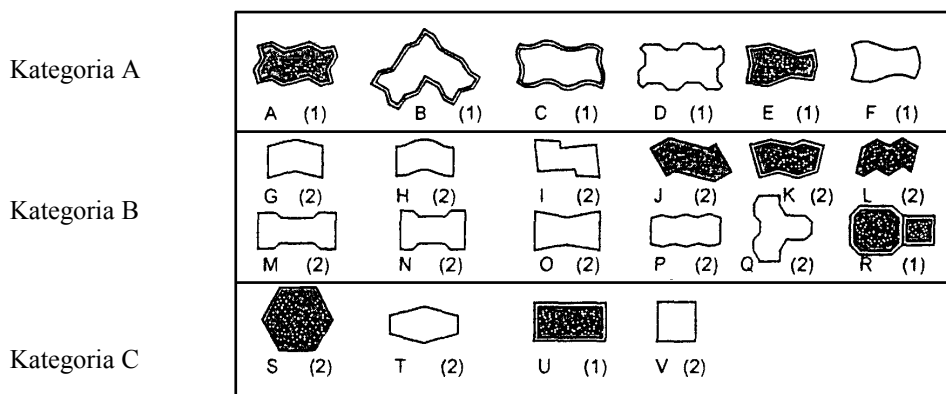 Kategoria A
A (1) B (1) C (1) D (1) E (1) F (1)
G (2) H (2) I (2) J (2) K (2) L (2)
Kategoria B
M (2) N (2) O (2) P (2) Q (2) R (1)
Kategoria C
S (2) T (2) U (1) V (2)